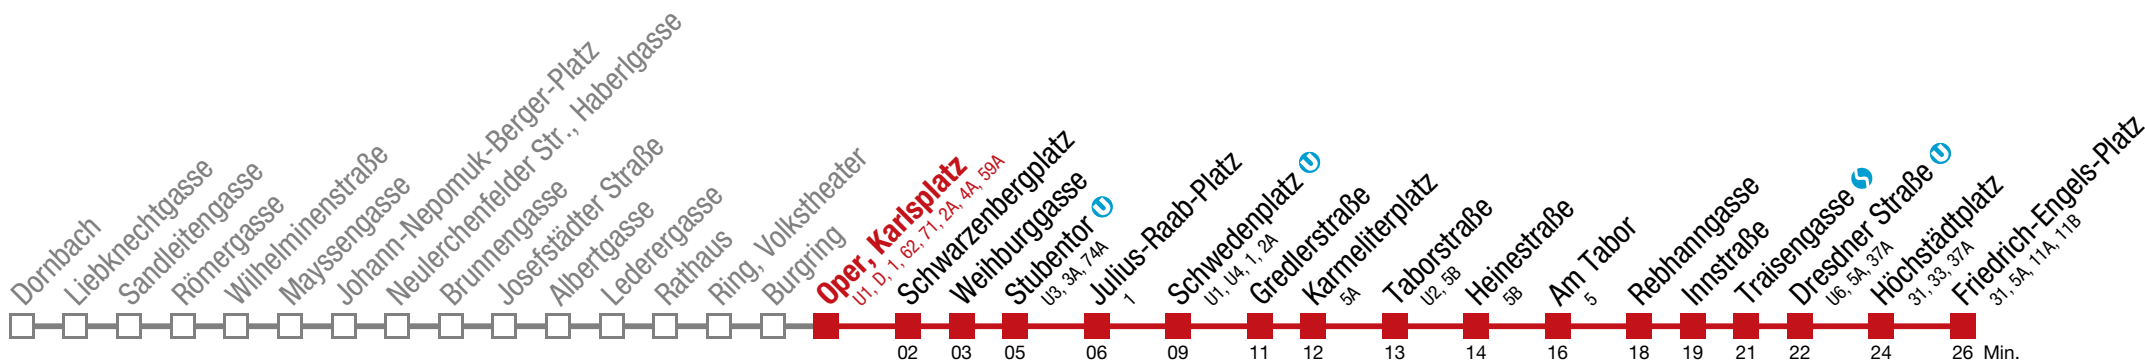 Dornbach
Liebknechtgasse
Sandleitengasse
Römergasse
Wilhelminenstraße
Mayssengasse
Johann-Nepomuk-Berger-Platz
Neulerchenfelder Str., Haberlgasse
Brunnengasse
Josefstädter Straße
Albertgasse
Lederergasse
Rathaus
Ring, Volkstheater
Burgring
Oper, Karlsplatz
U1, D, 1, 62, 71, 2A, 4A, 59A
Schwarzenbergplatz
02
Weihburggasse
03
Stubentor U
U3, 3A, 74A
05
Julius-Raab-Platz
1
06
Schwedenplatz U
U1, U4, 1, 2A
09
Gredlerstraße
11
Karmeliterplatz
5A
12
Taborstraße
U2, 5B
13
Heinestraße
5B
14
Am Tabor
5
16
Rebhanngasse
18
Innstraße
19
Traisengasse S
21
Dresdner Straße U
U6, 5A, 37A
22
Höchstädtplatz
31, 33, 37A
24
Friedrich-Engels-Platz
31, 5A, 11A, 11B
26 Min.